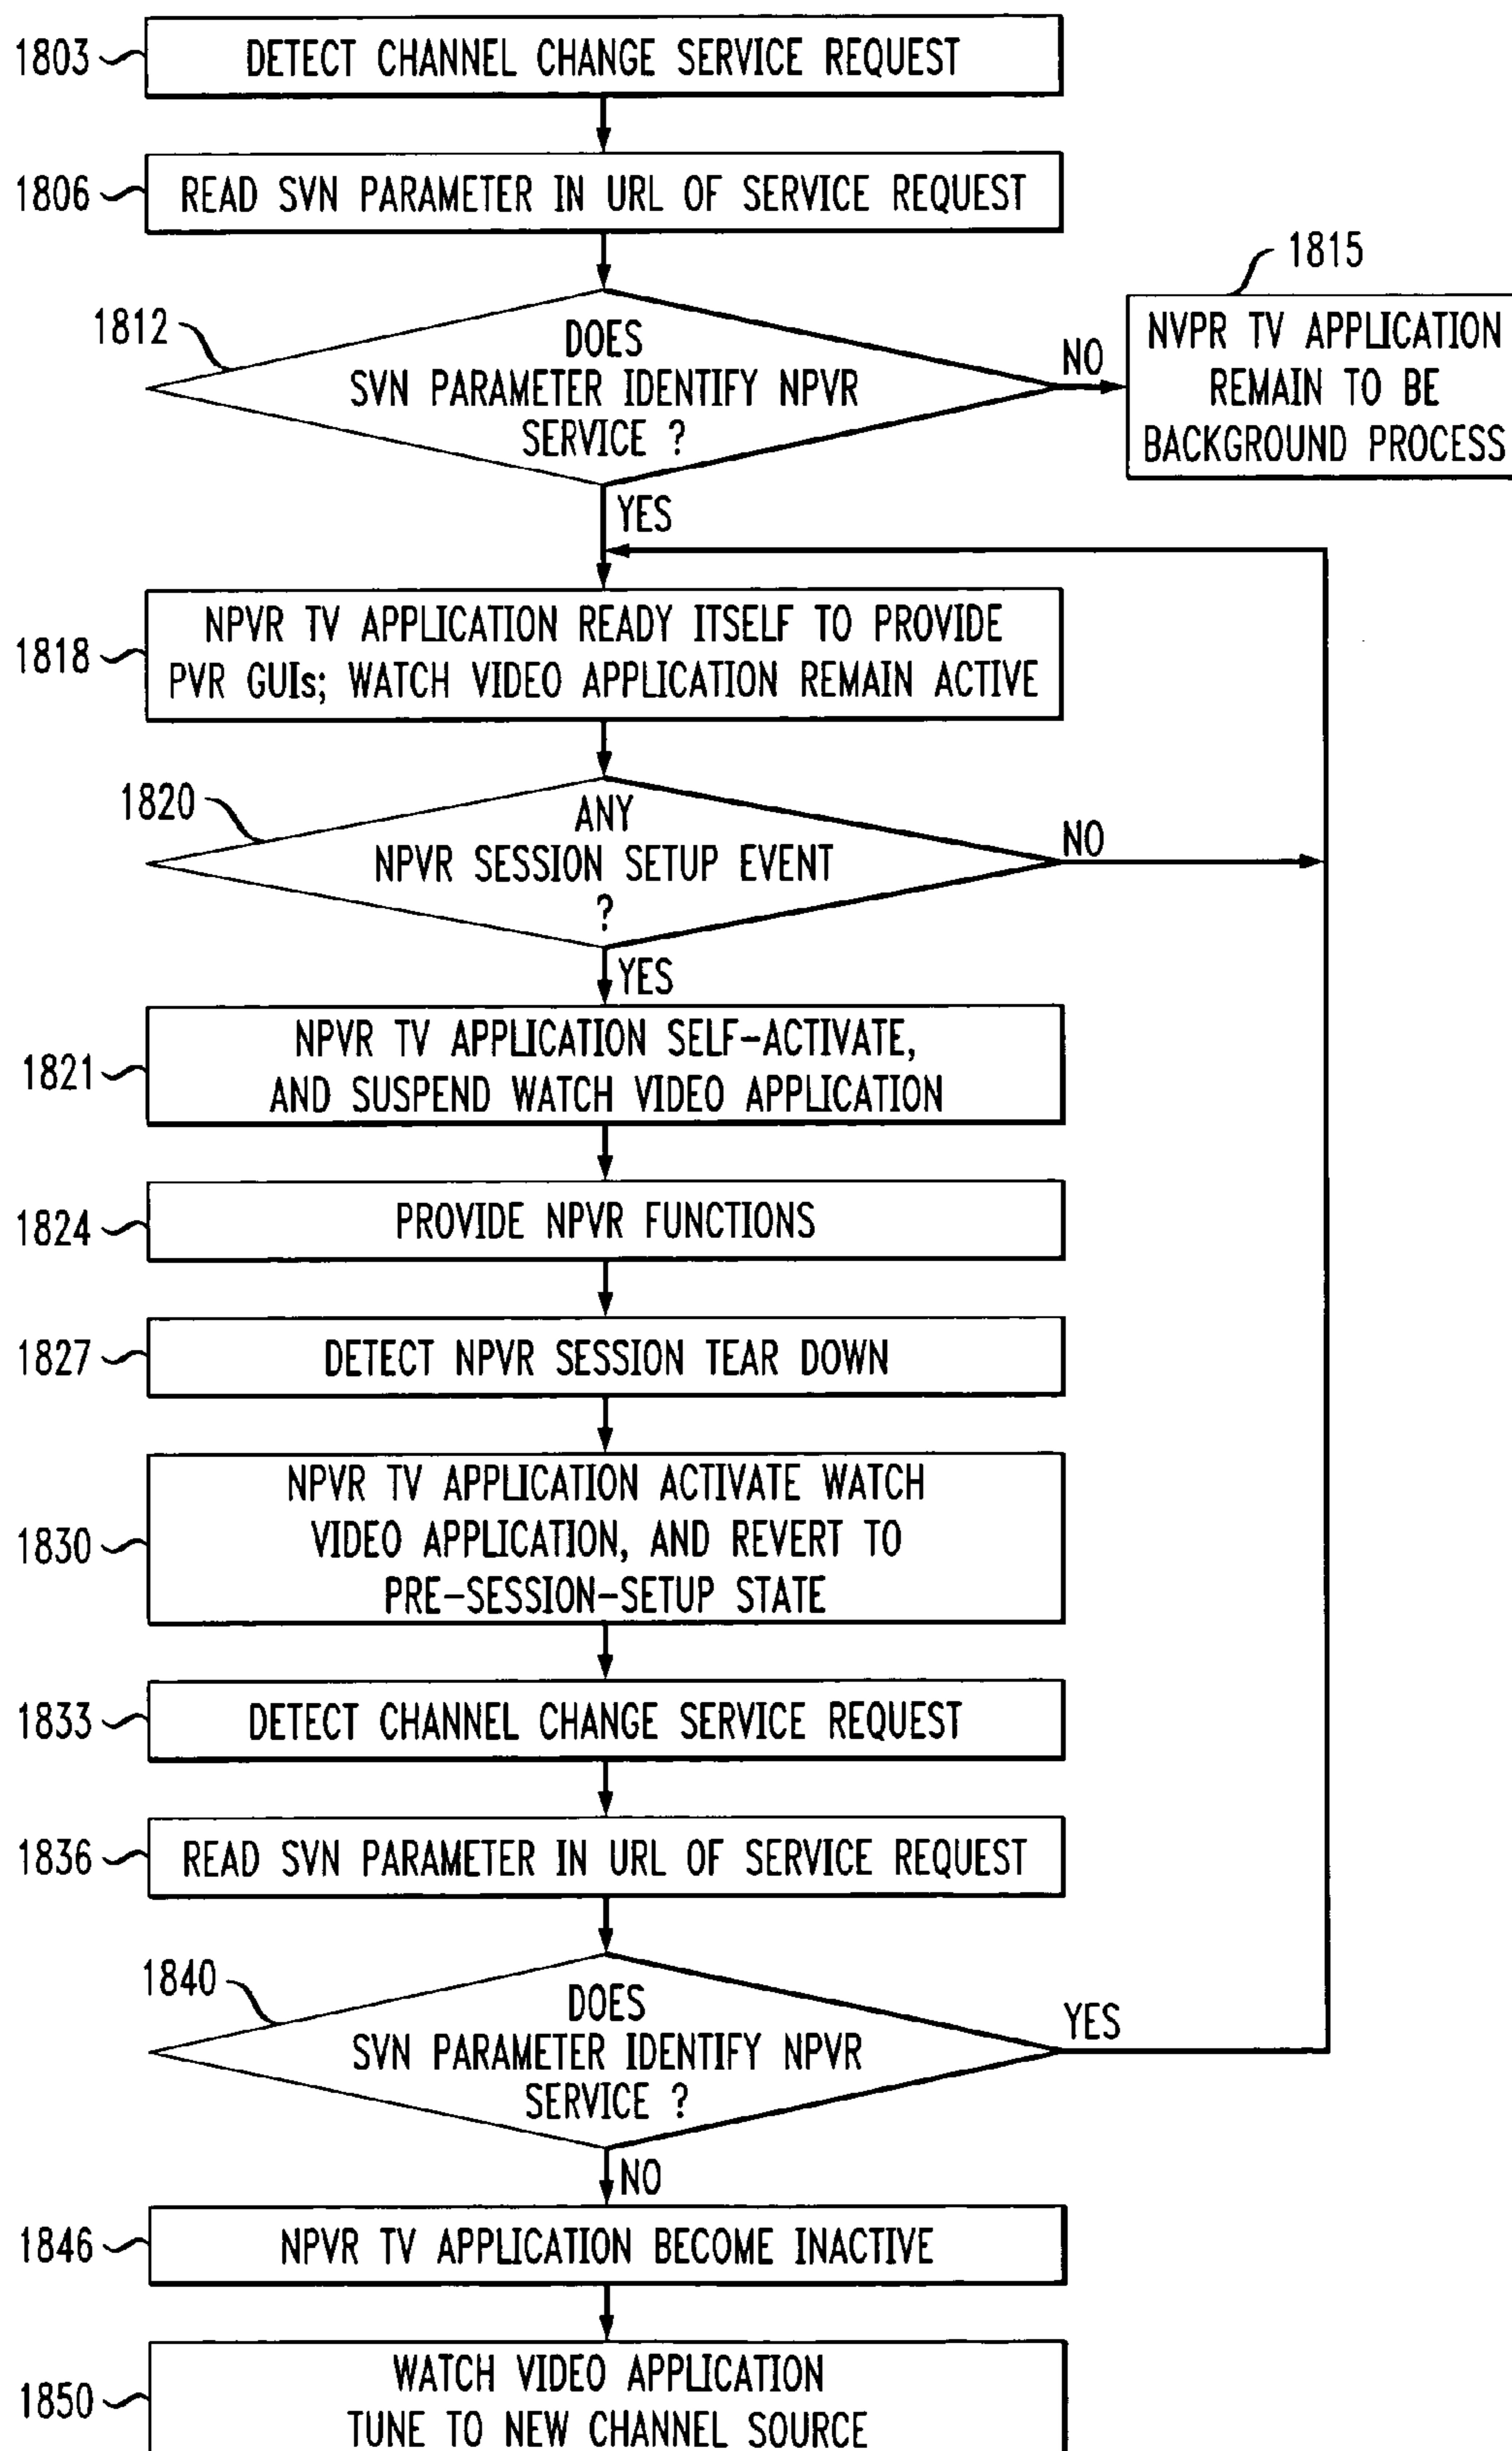 1803
DETECT CHANNEL CHANGE SERVICE REQUEST
1806
READ SVN PARAMETER IN URL OF SERVICE REQUEST
1812
DOES
SVN PARAMETER IDENTIFY NPVR
SERVICE ?
NO
1815
NVPR TV APPLICATION
REMAIN TO BE
BACKGROUND PROCESS
YES
1818
NPVR TV APPLICATION READY ITSELF TO PROVIDE
PVR GUIs; WATCH VIDEO APPLICATION REMAIN ACTIVE
1820
ANY
NPVR SESSION SETUP EVENT
?
NO
YES
1821
NPVR TV APPLICATION SELF-ACTIVATE,
AND SUSPEND WATCH VIDEO APPLICATION
1824
PROVIDE NPVR FUNCTIONS
1827
DETECT NPVR SESSION TEAR DOWN
1830
NPVR TV APPLICATION ACTIVATE WATCH
VIDEO APPLICATION, AND REVERT TO
PRE-SESSION-SETUP STATE
1833
DETECT CHANNEL CHANGE SERVICE REQUEST
1836
READ SVN PARAMETER IN URL OF SERVICE REQUEST
1840
DOES
SVN PARAMETER IDENTIFY NPVR
SERVICE ?
YES
NO
1846
NPVR TV APPLICATION BECOME INACTIVE
1850
WATCH VIDEO APPLICATION
TUNE TO NEW CHANNEL SOURCE